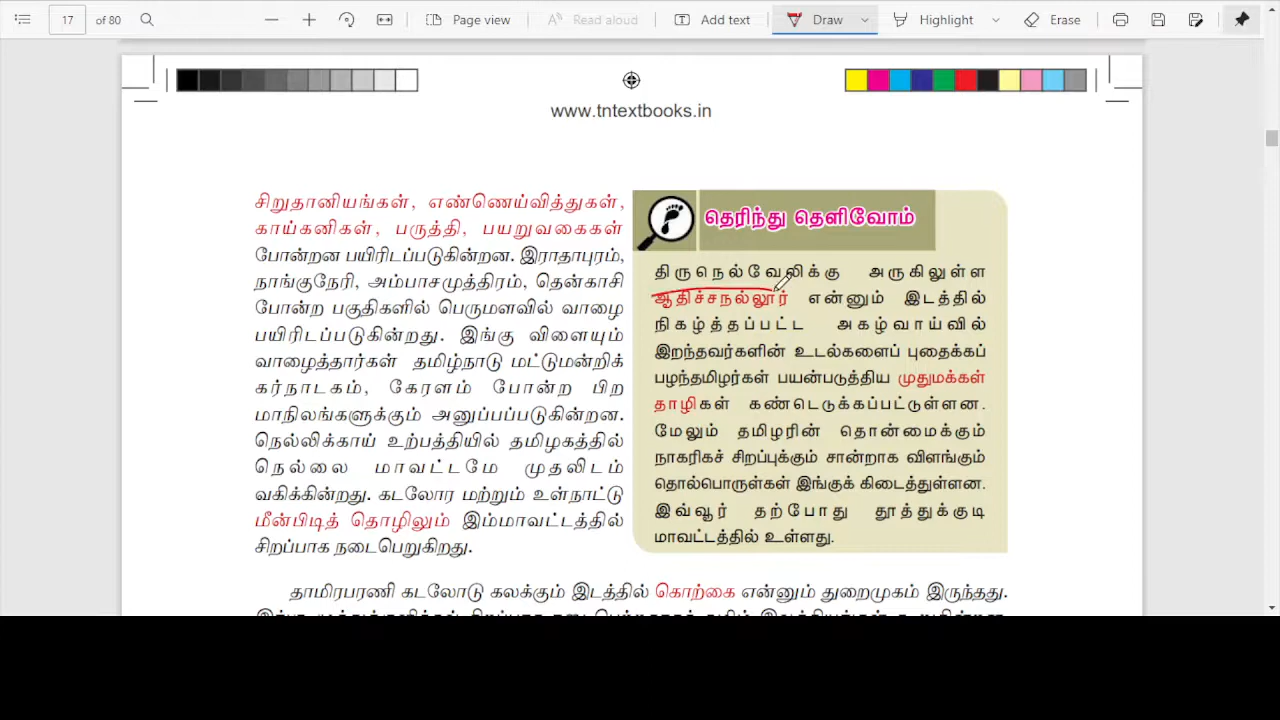 17 of 80
Page view
Read aloud
Add text
Draw
Highlight
Erase
www.tntextbooks.in
சிறுதானியங்கள், எண்ணெய்வித்துகள்,
காய்கனிகள், பருத்தி, பயறுவகைகள்
போன்றன பயிரிடப்படுகின்றன. இராதாபுரம்,
நாங்குநேரி, அம்பாசமுத்திரம், தென்காசி
போன்ற பகுதிகளில் பெருமளவில் வாழை
பயிரிடப்படுகின்றது. இங்கு விளையும்
வாழைத்தார்கள் தமிழ்நாடு மட்டுமன்றிக்
கர்நாடகம், கேரளம் போன்ற பிற
மாநிலங்களுக்கும் அனுப்பப்படுகின்றன.
நெல்லிக்காய் உற்பத்தியில் தமிழகத்தில்
நெல்லை மாவட்டமே முதலிடம்
வகிக்கின்றது. கடலோர மற்றும் உள்நாட்டு
மீன்பிடித் தொழிலும் இம்மாவட்டத்தில்
சிறப்பாக நடைபெறுகிறது.
தெரிந்து தெளிவோம்
திருநெல்வேலிக்கு அருகிலுள்ள
ஆதிச்சநல்லூர் என்னும் இடத்தில்
நிகழ்த்தப்பட்ட அகழ்வாய்வில்
இறந்தவர்களின் உடல்களைப் புதைக்கப்
பழந்தமிழர்கள் பயன்படுத்திய முதுமக்கள்
தாழிகள் கண்டெடுக்கப்பட்டுள்ளன.
மேலும் தமிழரின் தொன்மைக்கும்
நாகரிகச் சிறப்புக்கும் சான்றாக விளங்கும்
தொல்பொருள்கள் இங்குக் கிடைத்துள்ளன.
இவ்வூர் தற்போது தூத்துக்குடி
மாவட்டத்தில் உள்ளது.
தாமிரபரணி கடலோடு கலக்கும் இடத்தில் கொற்கை என்னும் துறைமுகம் இருந்தது.